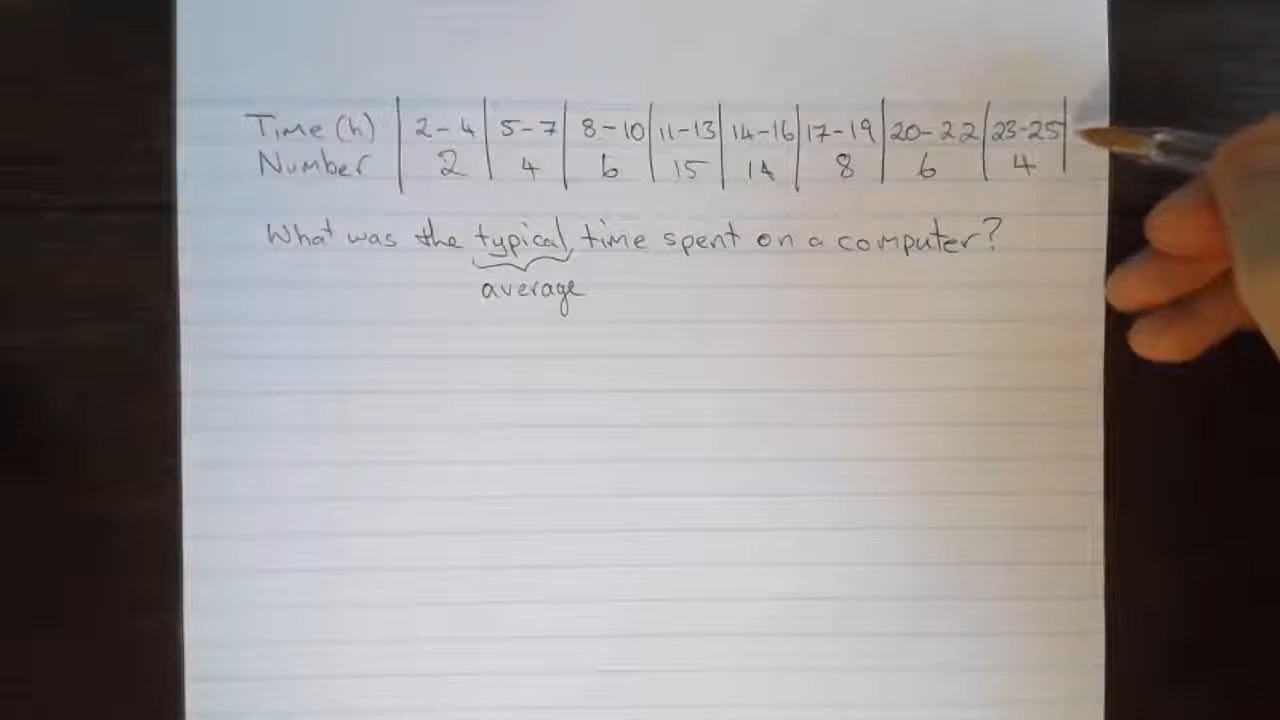 Time (h) 2-4 5-7 8-10 11-13 14-16 17-19 20-22 23-25
Number 2 4 6 15 14 8 6 4
What was the typical time spent on a computer?
average